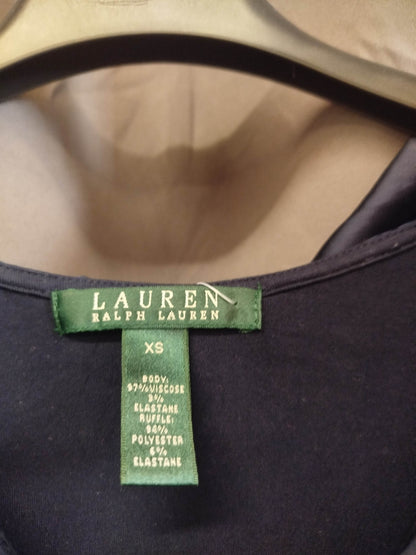 LAUREN
RALPH LAUREN
XS
BODY:
97%VISCOSE
3%
ELASTANE
RUFFLE:
94%
POLYESTER
6%
ELASTANE